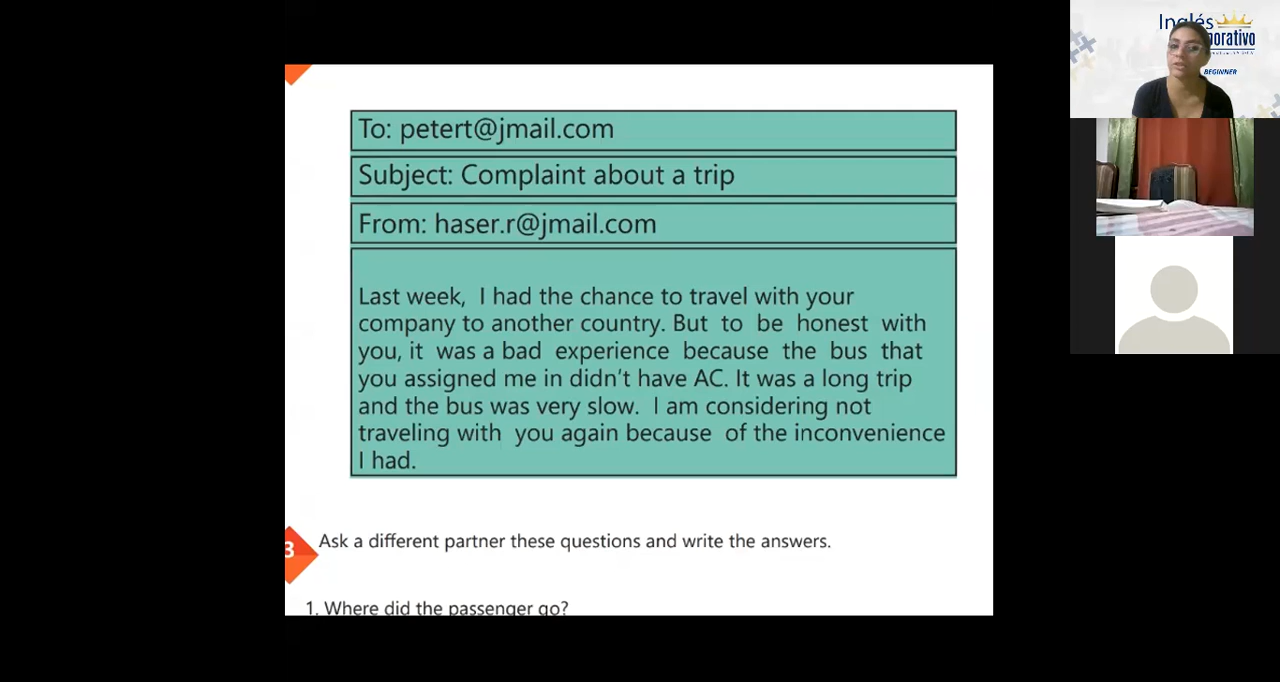 Inglés
BEGINNER
To: petert@jmail.com
Subject: Complaint about a trip
From: haser.r@jmail.com
Last week, I had the chance to travel with your
company to another country. But to be honest with
you, it was a bad experience because the bus that
you assigned me in didn't have AC. It was a long trip
and the bus was very slow. I am considering not
traveling with you again because of the inconvenience
I had.
3
Ask a different partner these questions and write the answers.
1. Where did the passenger go?